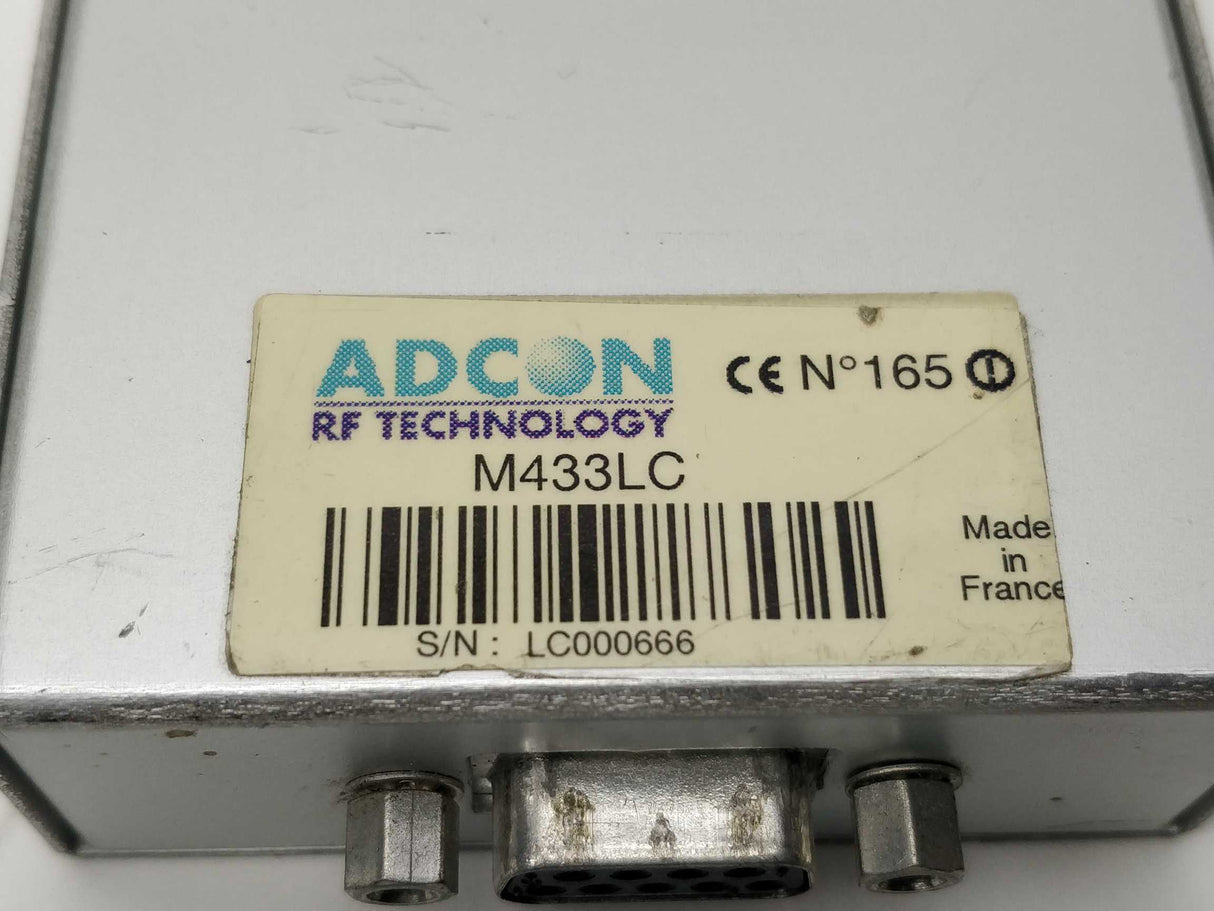 ADCON
RF TECHNOLOGY
CE N°165
M433LC
Made
in
France
S/N : LC000666